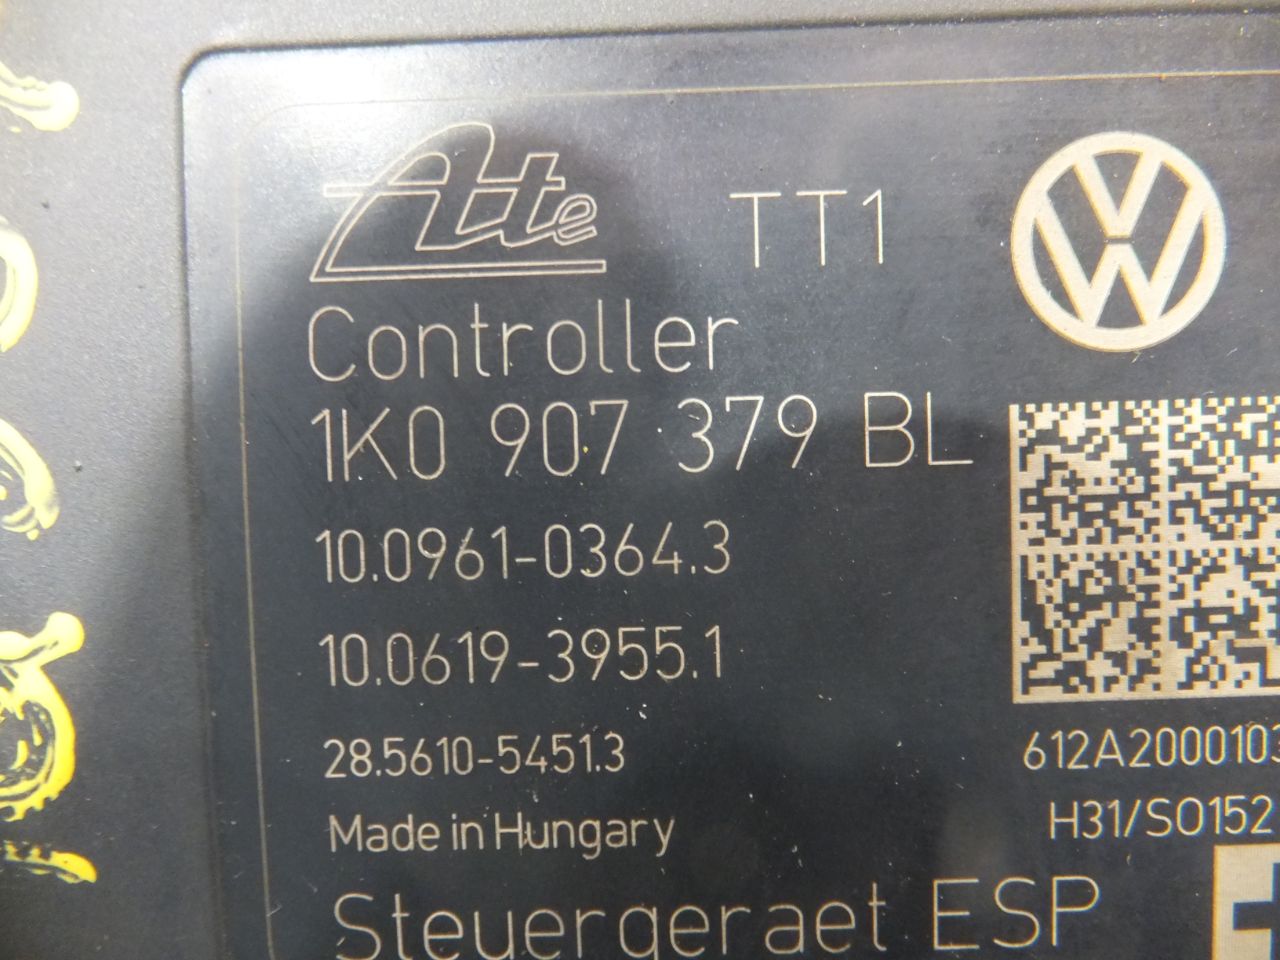 Ate TT1
Controller
1K0 907 379 BL
10.0961-0364.3
10.0619-3955.1
28.5610-5451.3
612A2000103
Made in Hungary
H31/S0152
Steuergeraet ESP